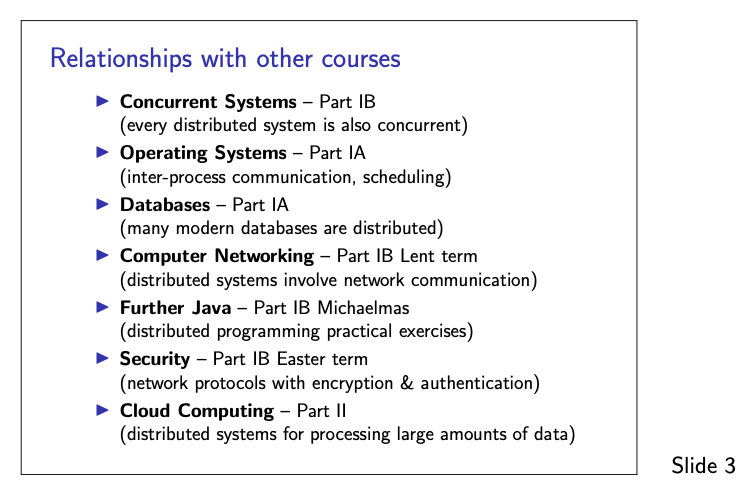 Relationships with other courses
▶ Concurrent Systems – Part IB
(every distributed system is also concurrent)
▶ Operating Systems – Part IA
(inter-process communication, scheduling)
▶ Databases – Part IA
(many modern databases are distributed)
▶ Computer Networking – Part IB Lent term
(distributed systems involve network communication)
▶ Further Java – Part IB Michaelmas
(distributed programming practical exercises)
▶ Security – Part IB Easter term
(network protocols with encryption & authentication)
▶ Cloud Computing – Part II
(distributed systems for processing large amounts of data)
Slide 3